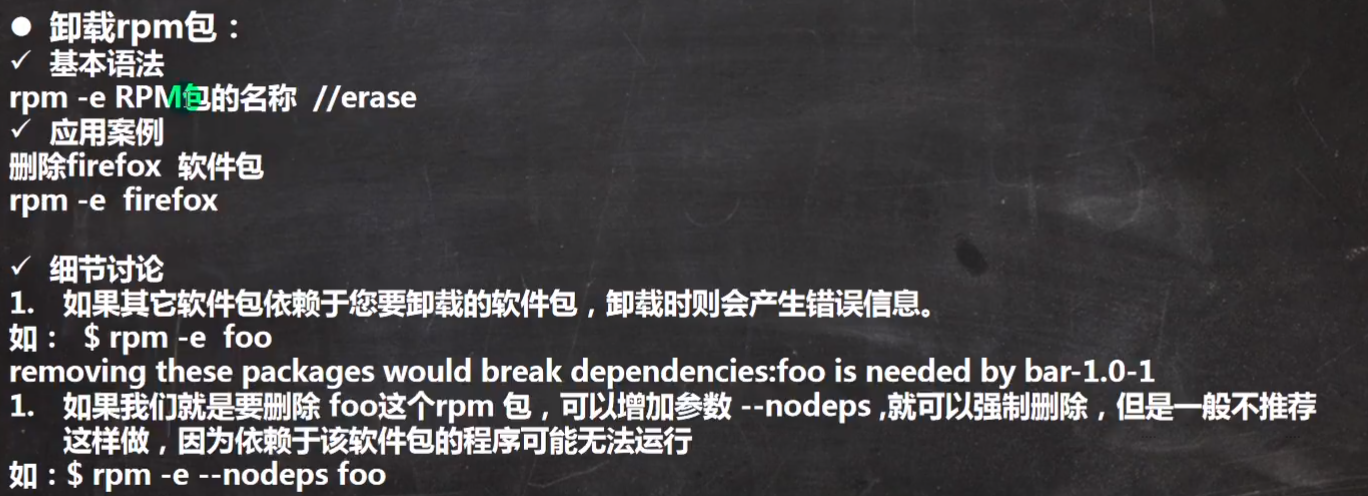 ● 卸载rpm包：
✓ 基本语法
rpm -e RPM包的名称 //erase
✓ 应用案例
删除firefox 软件包
rpm -e firefox
✓ 细节讨论
1. 如果其它软件包依赖于您要卸载的软件包，卸载时则会产生错误信息。
如： $ rpm -e foo
removing these packages would break dependencies:foo is needed by bar-1.0-1
1. 如果我们就是要删除 foo这个rpm 包，可以增加参数 --nodeps ,就可以强制删除，但是一般不推荐
这样做，因为依赖于该软件包的程序可能无法运行
如：$ rpm -e --nodeps foo